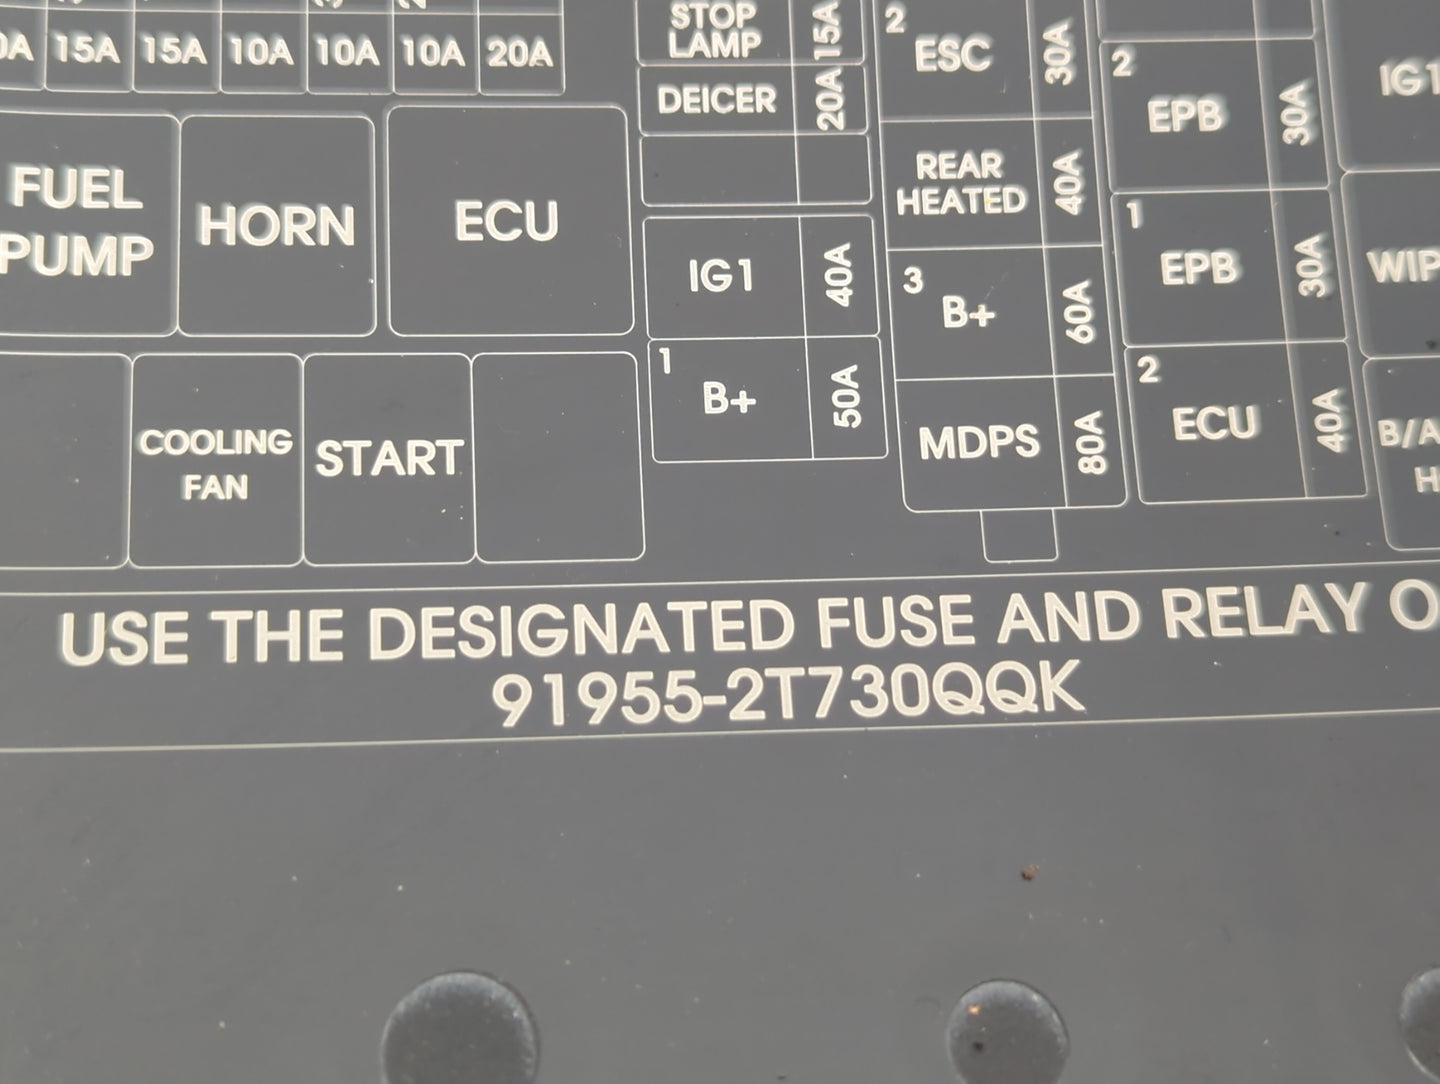 15A 15A 10A 10A 10A 20A
STOP
LAMP 15A
DEICER 20A
2 ESC 30A
REAR
HEATED 40A
3 B+ 60A
MDPS 80A
IG1 40A
1 B+ 50A
2 EPB 30A
1 EPB 30A
2 ECU 40A
IG1
WIP
B/A
H
FUEL
PUMP
HORN
ECU
COOLING
FAN
START
USE THE DESIGNATED FUSE AND RELAY O
91955-2T730QQK